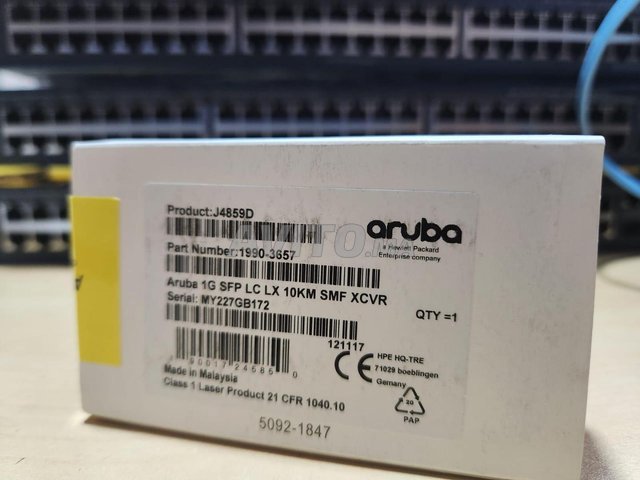 Product:J4859D
aruba
a Hewlett Packard
Enterprise company
Part Number:1990-3657
Aruba 1G SFP LC LX 10KM SMF XCVR
QTY =1
Serial: MY227GB172
121117
CE
HPE HQ-TRE
71029 boeblingen
Germany
Made in Malaysia
Class 1 Laser Product 21 CFR 1040.10
20
PAP
5092-1847